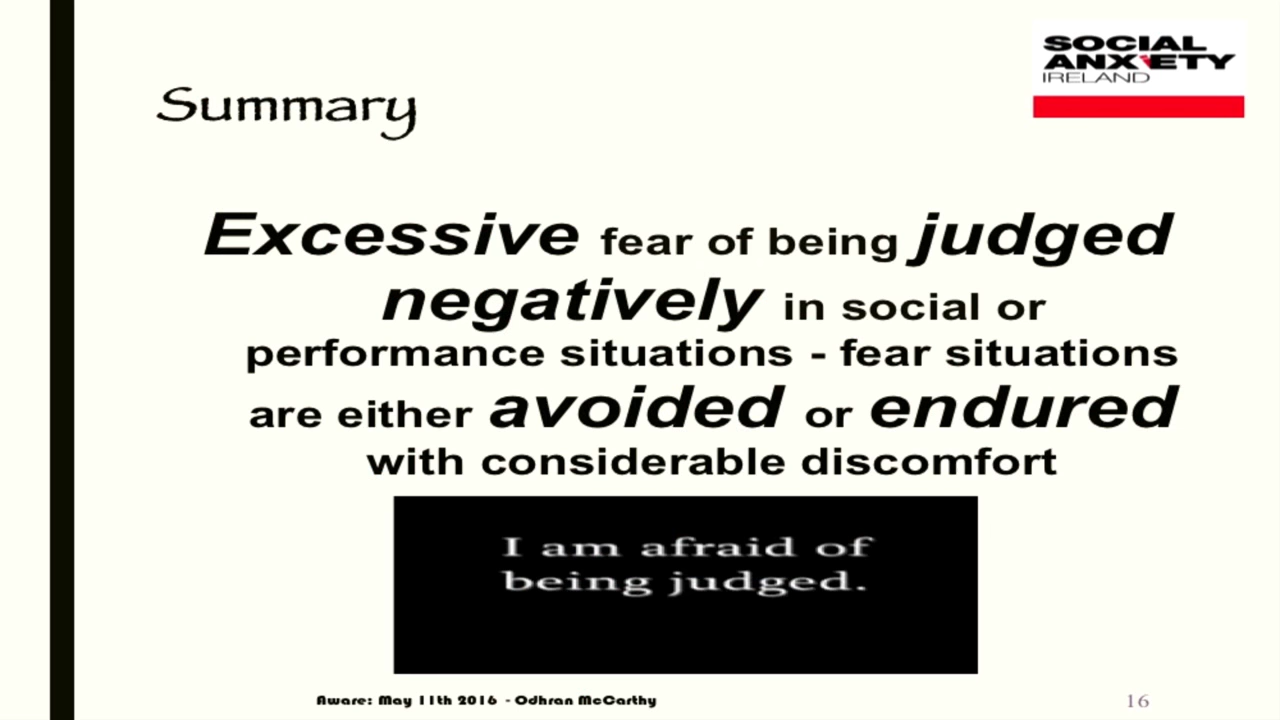 SOCIAL
ANXIETY
IRELAND
Summary
Excessive fear of being judged
negatively in social or
performance situations - fear situations
are either avoided or endured
with considerable discomfort
I am afraid of
being judged.
Aware: May 11th 2016 - Odhran McCarthy
16